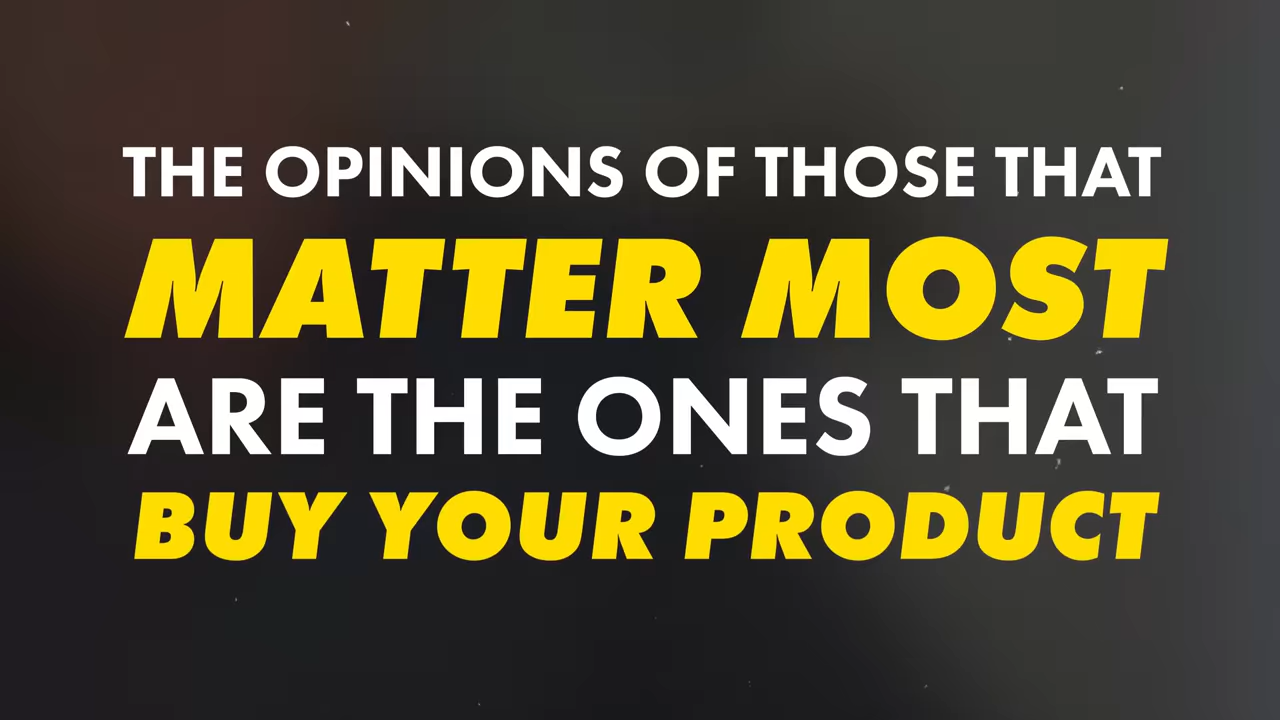 THE OPINIONS OF THOSE THAT
MATTER MOST
ARE THE ONES THAT
BUY YOUR PRODUCT